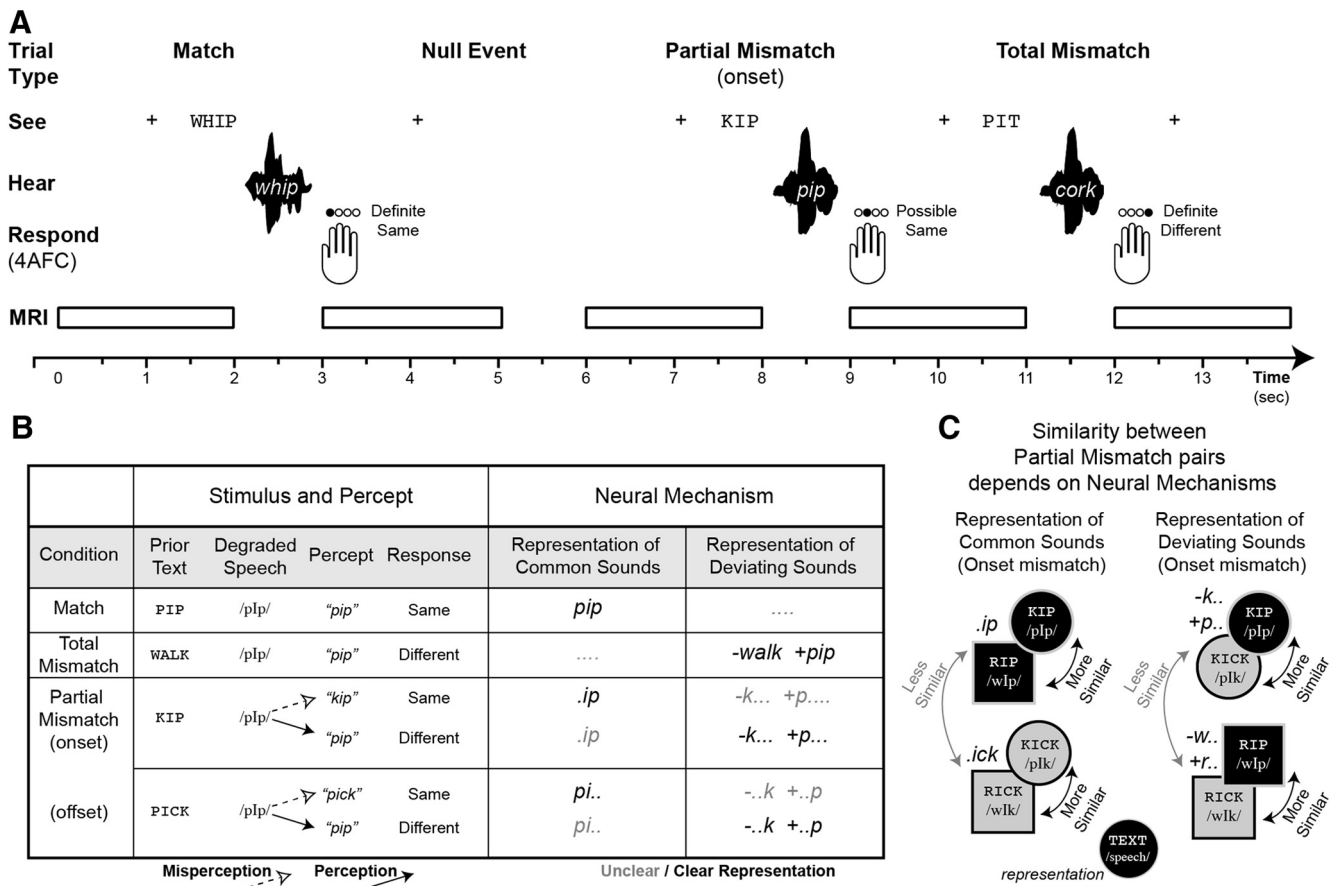 A
Trial Type
Match
Null Event
Partial Mismatch
(onset)
Total Mismatch
See
+ WHIP + + KIP + PIT +
Hear
whip pip cork
Respond
(4AFC)
Definite Same
Possible Same
Definite Different
MRI
0 1 2 3 4 5 6 7 8 9 10 11 12 13 Time
(sec)
B
Stimulus and Percept Neural Mechanism
Condition Prior Text Degraded Speech Percept Response Representation of Common Sounds Representation of Deviating Sounds
Match PIP /pIp/ “pip” Same pip ....
Total Mismatch WALK /pIp/ “pip” Different .... -walk +pip
Partial Mismatch (onset) KIP /pIp/ “kip” Same .ip -k... +p....
“pip” Different .ip -k... +p...
(offset) PICK /pIp/ “pick” Same pi.. -..k +..p
“pip” Different pi.. -..k +..p
Misperception Perception Unclear / Clear Representation
C
Similarity between
Partial Mismatch pairs
depends on Neural Mechanisms
Representation of
Common Sounds
(Onset mismatch)
.ip
KIP
/pIp/
RIP
/wIp/
More Similar
Less Similar
.ick
KICK
/pIk/
RICK
/wIk/
More Similar
Representation of
Deviating Sounds
(Onset mismatch)
-k..
+p..
KIP
/pIp/
KICK
/pIk/
More Similar
Less Similar
-w..
+r..
RIP
/wIp/
RICK
/wIk/
More Similar
TEXT
/speech/
representation